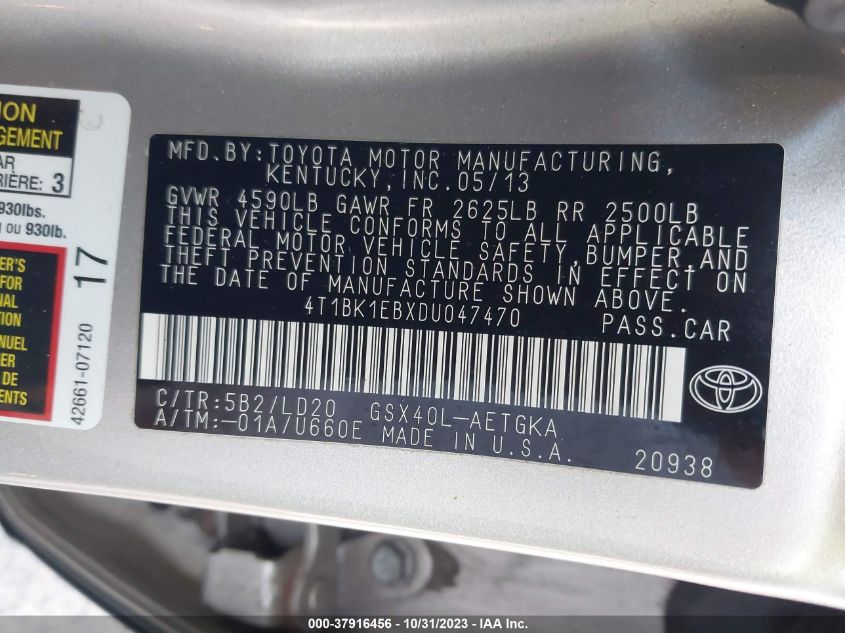 ION
GEMENT
AR
RIÈRE: 3
930lbs.
ou 930lb.
ER'S
FOR
NAL
TION
NUEL
R
DE
EMENTS
17
42661-07120
MFD.BY:TOYOTA MOTOR MANUFACTURING,
KENTUCKY,INC.05/13
GVWR 4590LB GAWR FR 2625LB RR 2500LB
THIS VEHICLE CONFORMS TO ALL APPLICABLE
FEDERAL MOTOR VEHICLE SAFETY,BUMPER,AND
THEFT PREVENTION STANDARDS IN EFFECT ON
THE DATE OF MANUFACTURE SHOWN ABOVE.
4T1BK1EBXDU047470 PASS.CAR
C/TR:5B2/LD20 GSX40L-AETGKA
A/TM:-01A/U660E MADE IN U.S.A.
20938
000-37916456 - 10/31/2023 - IAA Inc.